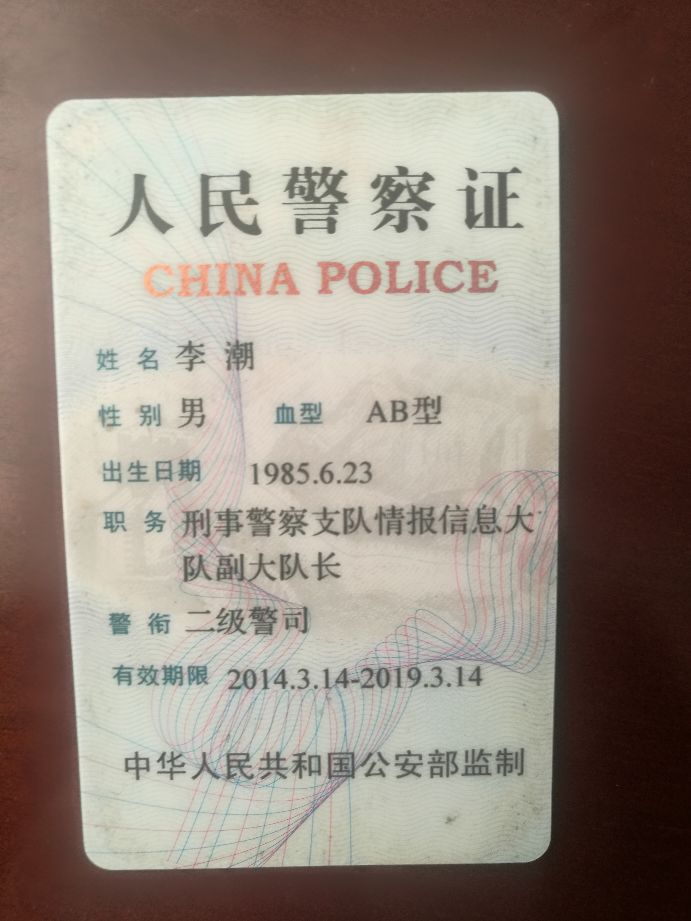 人民警察证
CHINA POLICE
姓名 李潮
性别 男 血型 AB型
出生日期 1985.6.23
职务 刑事警察支队情报信息大
队副大队长
警衔 二级警司
有效期限 2014.3.14-2019.3.14
中华人民共和国公安部监制